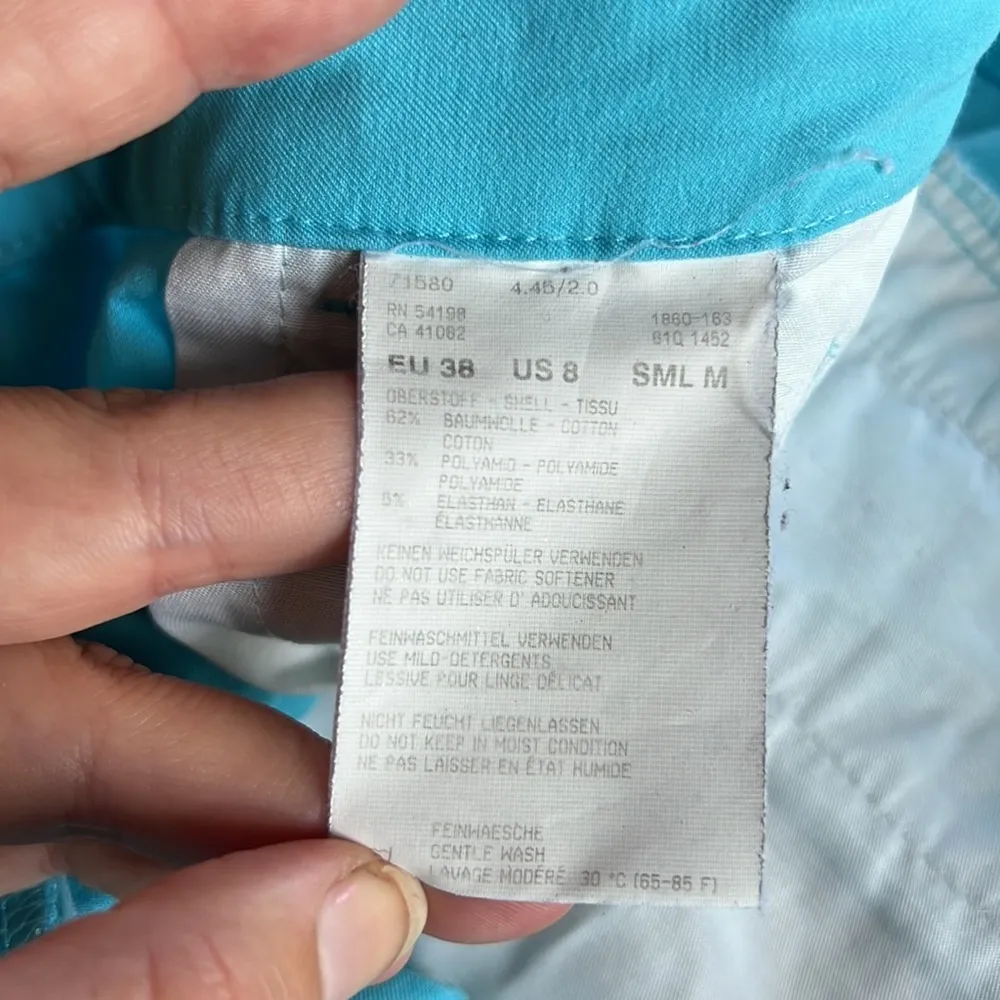 71580 4.45/2.0
RN 54198
CA 41082
1860-163
61Q 1452
EU 38 US 8 SML M
OBERSTOFF - SHELL - TISSU
62% BAUMWOLLE - COTTON
COTON
33% POLYAMID - POLYAMIDE
POLYAMIDE
5% ELASTHAN - ELASTHANE
ÉLASTHANNE
KEINEN WEICHSPÜLER VERWENDEN
DO NOT USE FABRIC SOFTENER
NE PAS UTILISER D' ADOUCISSANT
FEINWASCHMITTEL VERWENDEN
USE MILD-DETERGENTS
LESSIVE POUR LINGE DÉLICAT
NICHT FEUCHT LIEGENLASSEN
DO NOT KEEP IN MOIST CONDITION
NE PAS LAISSER EN ÉTAT HUMIDE
FEINWAESCHE
GENTLE WASH
LAVAGE MODÉRÉ 30 °C (65-85 F)